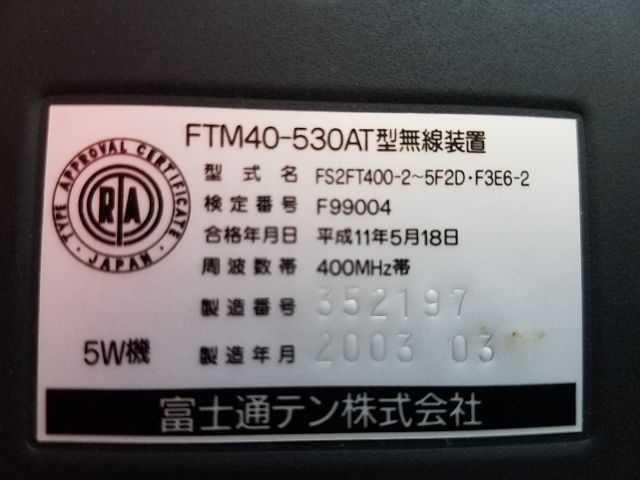 FTM40-530AT型無線装置
TYPE APPROVAL CERTIFICATE
RTA
JAPAN
型式名 FS2FT400-2~5F2D・F3E6-2
検定番号 F99004
合格年月日 平成11年5月18日
周波数帯 400MHz帯
製造番号 352197
5W機 製造年月 2003 03
富士通テン株式会社